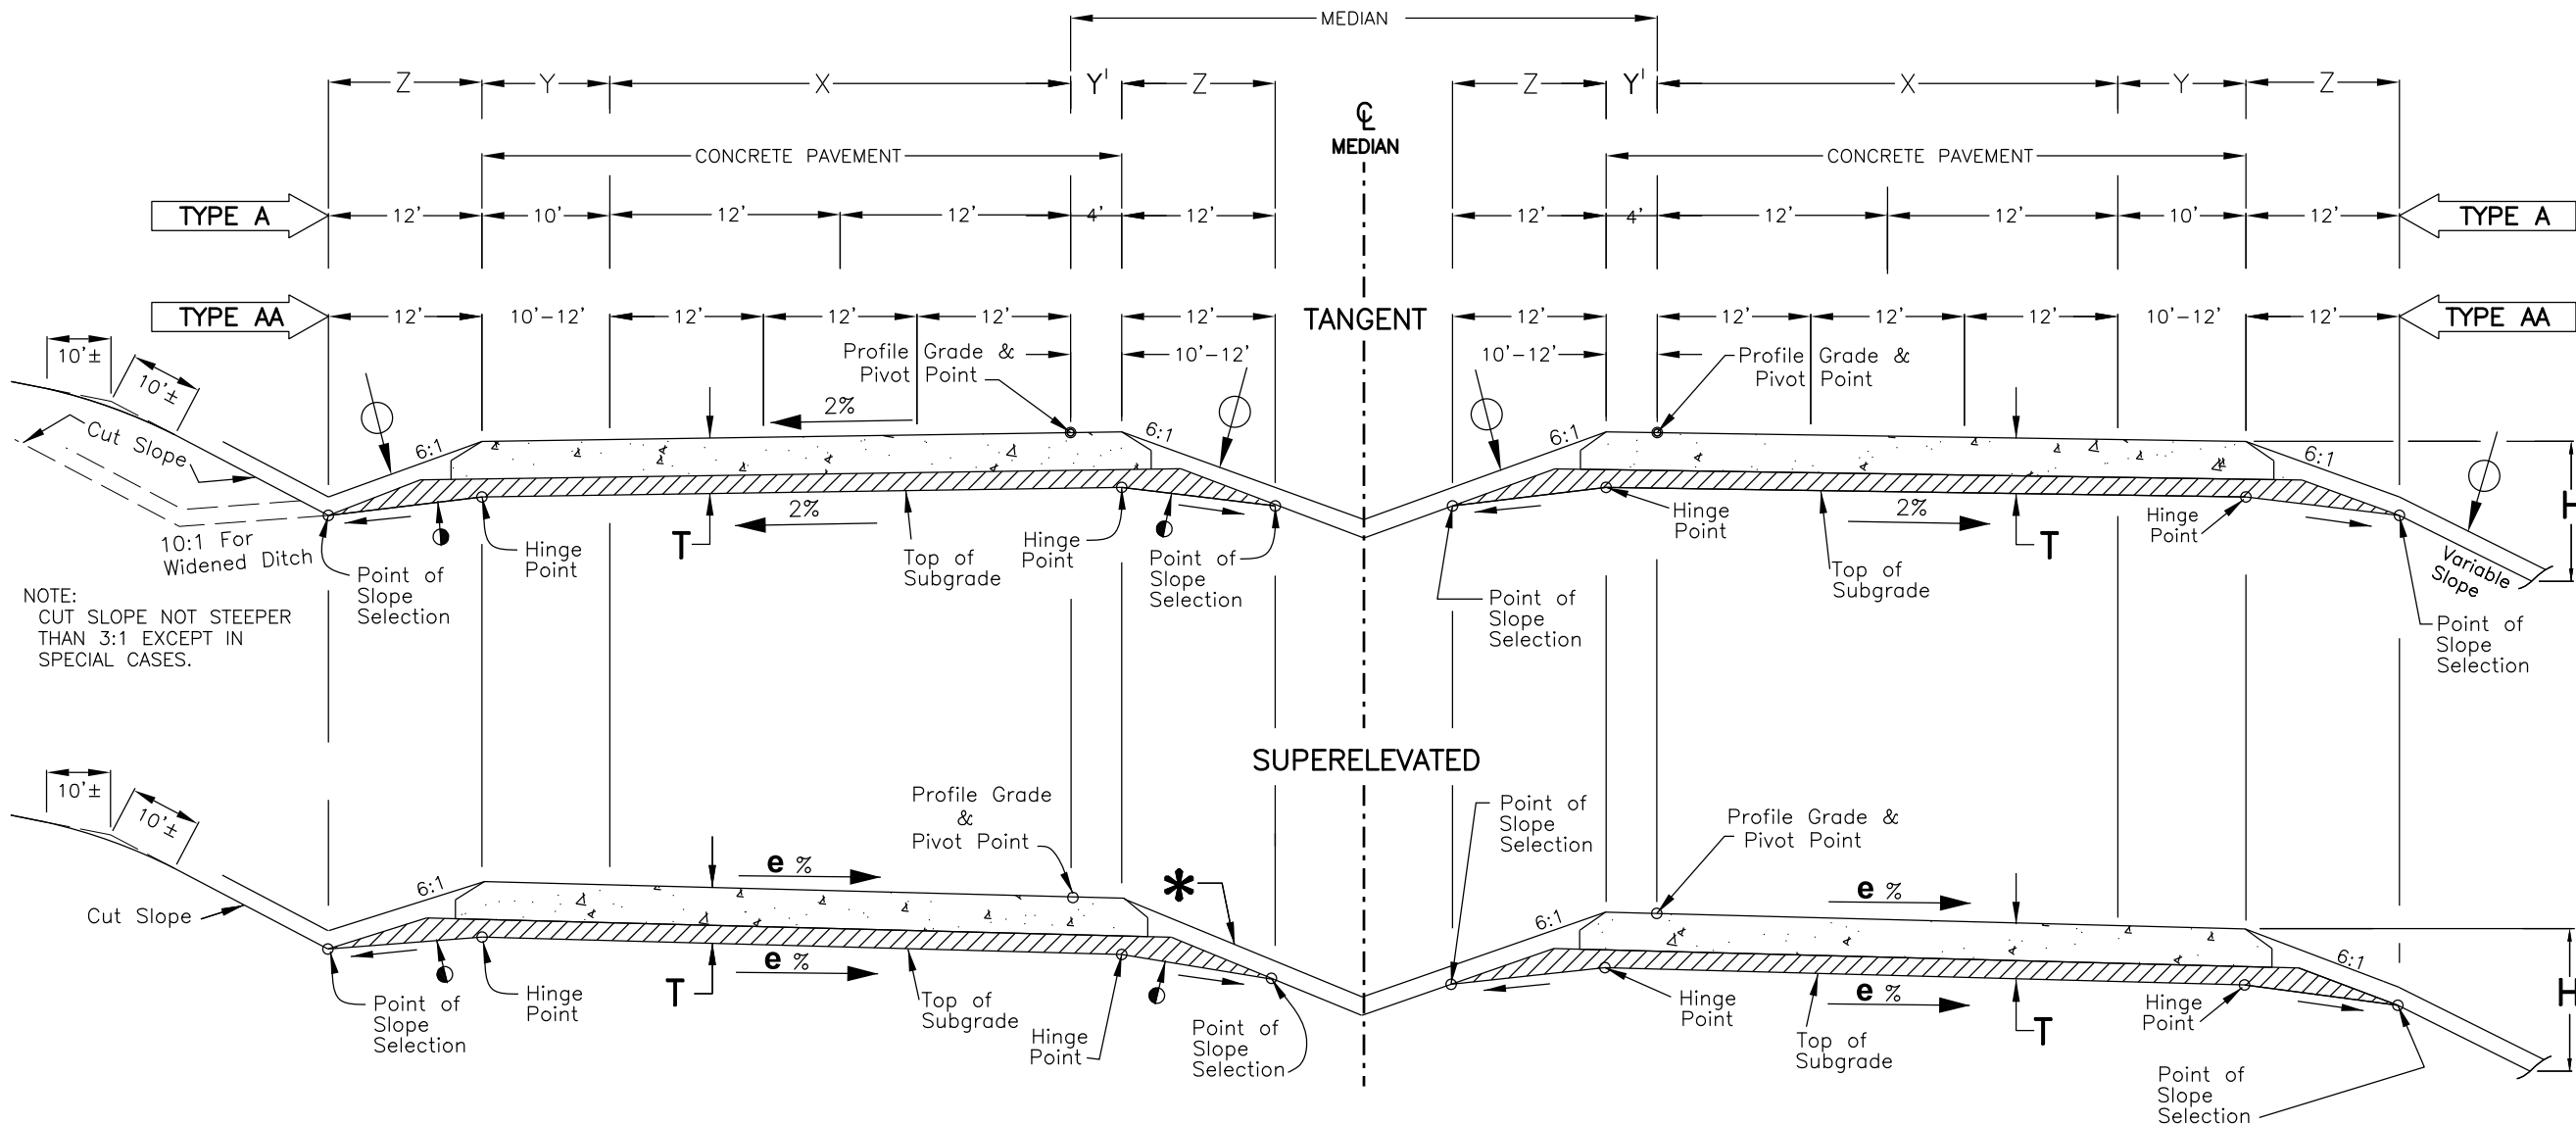 MEDIAN
Z Y X Y' Z Z Y' X Y Z
℄
MEDIAN
CONCRETE PAVEMENT CONCRETE PAVEMENT
TYPE A 12' 10' 12' 12' 4' 12' 12' 4' 12' 12' 10' 12' TYPE A
TYPE AA 12' 10'-12' 12' 12' 12' 12' TANGENT 12' 12' 12' 12' 10'-12' 12' TYPE AA
10'±
10'±
Profile Grade &
Pivot Point
10'-12'
10'-12'
Profile Grade &
Pivot Point
2%
Cut Slope
6:1
6:1
6:1
6:1
2%
2%
T
T
H
10:1 For
Widened Ditch
Point of
Slope
Selection
Hinge
Point
Top of
Subgrade
Hinge
Point
Point of
Slope
Selection
Point of
Slope
Selection
Hinge
Point
Top of
Subgrade
Hinge
Point
Variable
Slope
Point of
Slope
Selection
NOTE:
CUT SLOPE NOT STEEPER
THAN 3:1 EXCEPT IN
SPECIAL CASES.
SUPERELEVATED
10'±
10'±
Profile Grade
&
Pivot Point
Point of
Slope
Selection
Profile Grade &
Pivot Point
Cut Slope
6:1
e %
*
6:1
e %
6:1
e %
T
e %
T
H
Point of
Slope
Selection
Hinge
Point
Top of
Subgrade
Hinge
Point
Point of
Slope
Selection
Hinge
Point
Top of
Subgrade
Hinge
Point
Point of
Slope
Selection